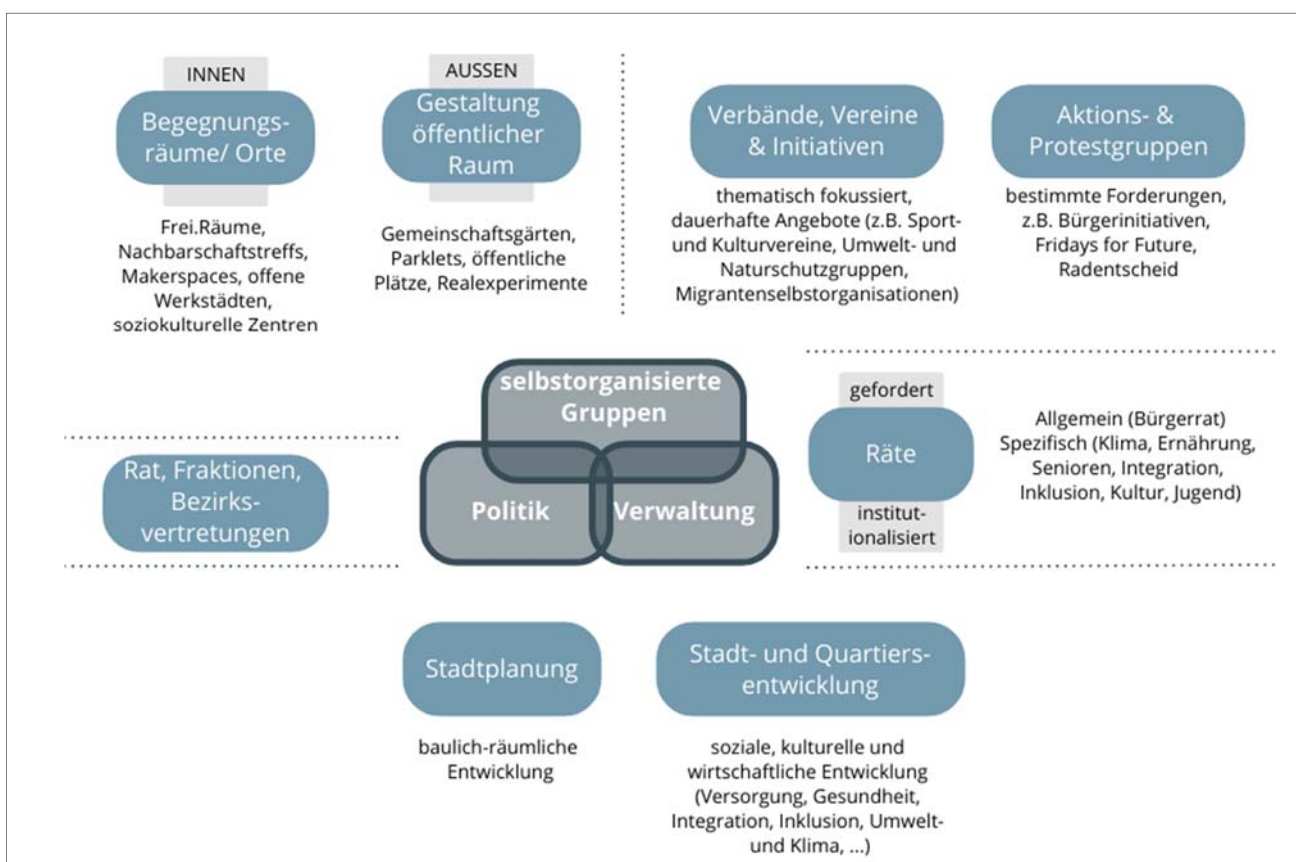 INNEN
Begegnungs-
räume/ Orte
Frei.Räume,
Nachbarschaftstreffs,
Makerspaces, offene
Werkstädten,
soziokulturelle Zentren
AUSSEN
Gestaltung
öffentlicher
Raum
Gemeinschaftsgärten,
Parklets, öffentliche
Plätze, Realexperimente
Verbände, Vereine
& Initiativen
thematisch fokussiert,
dauerhafte Angebote (z.B. Sport-
und Kulturvereine, Umwelt- und
Naturschutzgruppen,
Migrantenselbstorganisationen)
Aktions- &
Protestgruppen
bestimmte Forderungen,
z.B. Bürgerinitiativen,
Fridays for Future,
Radentscheid
selbstorganisierte
Gruppen
Politik
Verwaltung
Rat, Fraktionen,
Bezirks-
vertretungen
gefordert
Räte
institut-
ionalisiert
Allgemein (Bürgerrat)
Spezifisch (Klima, Ernährung,
Senioren, Integration,
Inklusion, Kultur, Jugend)
Stadtplanung
baulich-räumliche
Entwicklung
Stadt- und Quartiers-
entwicklung
soziale, kulturelle und
wirtschaftliche Entwicklung
(Versorgung, Gesundheit,
Integration, Inklusion, Umwelt-
und Klima, ...)